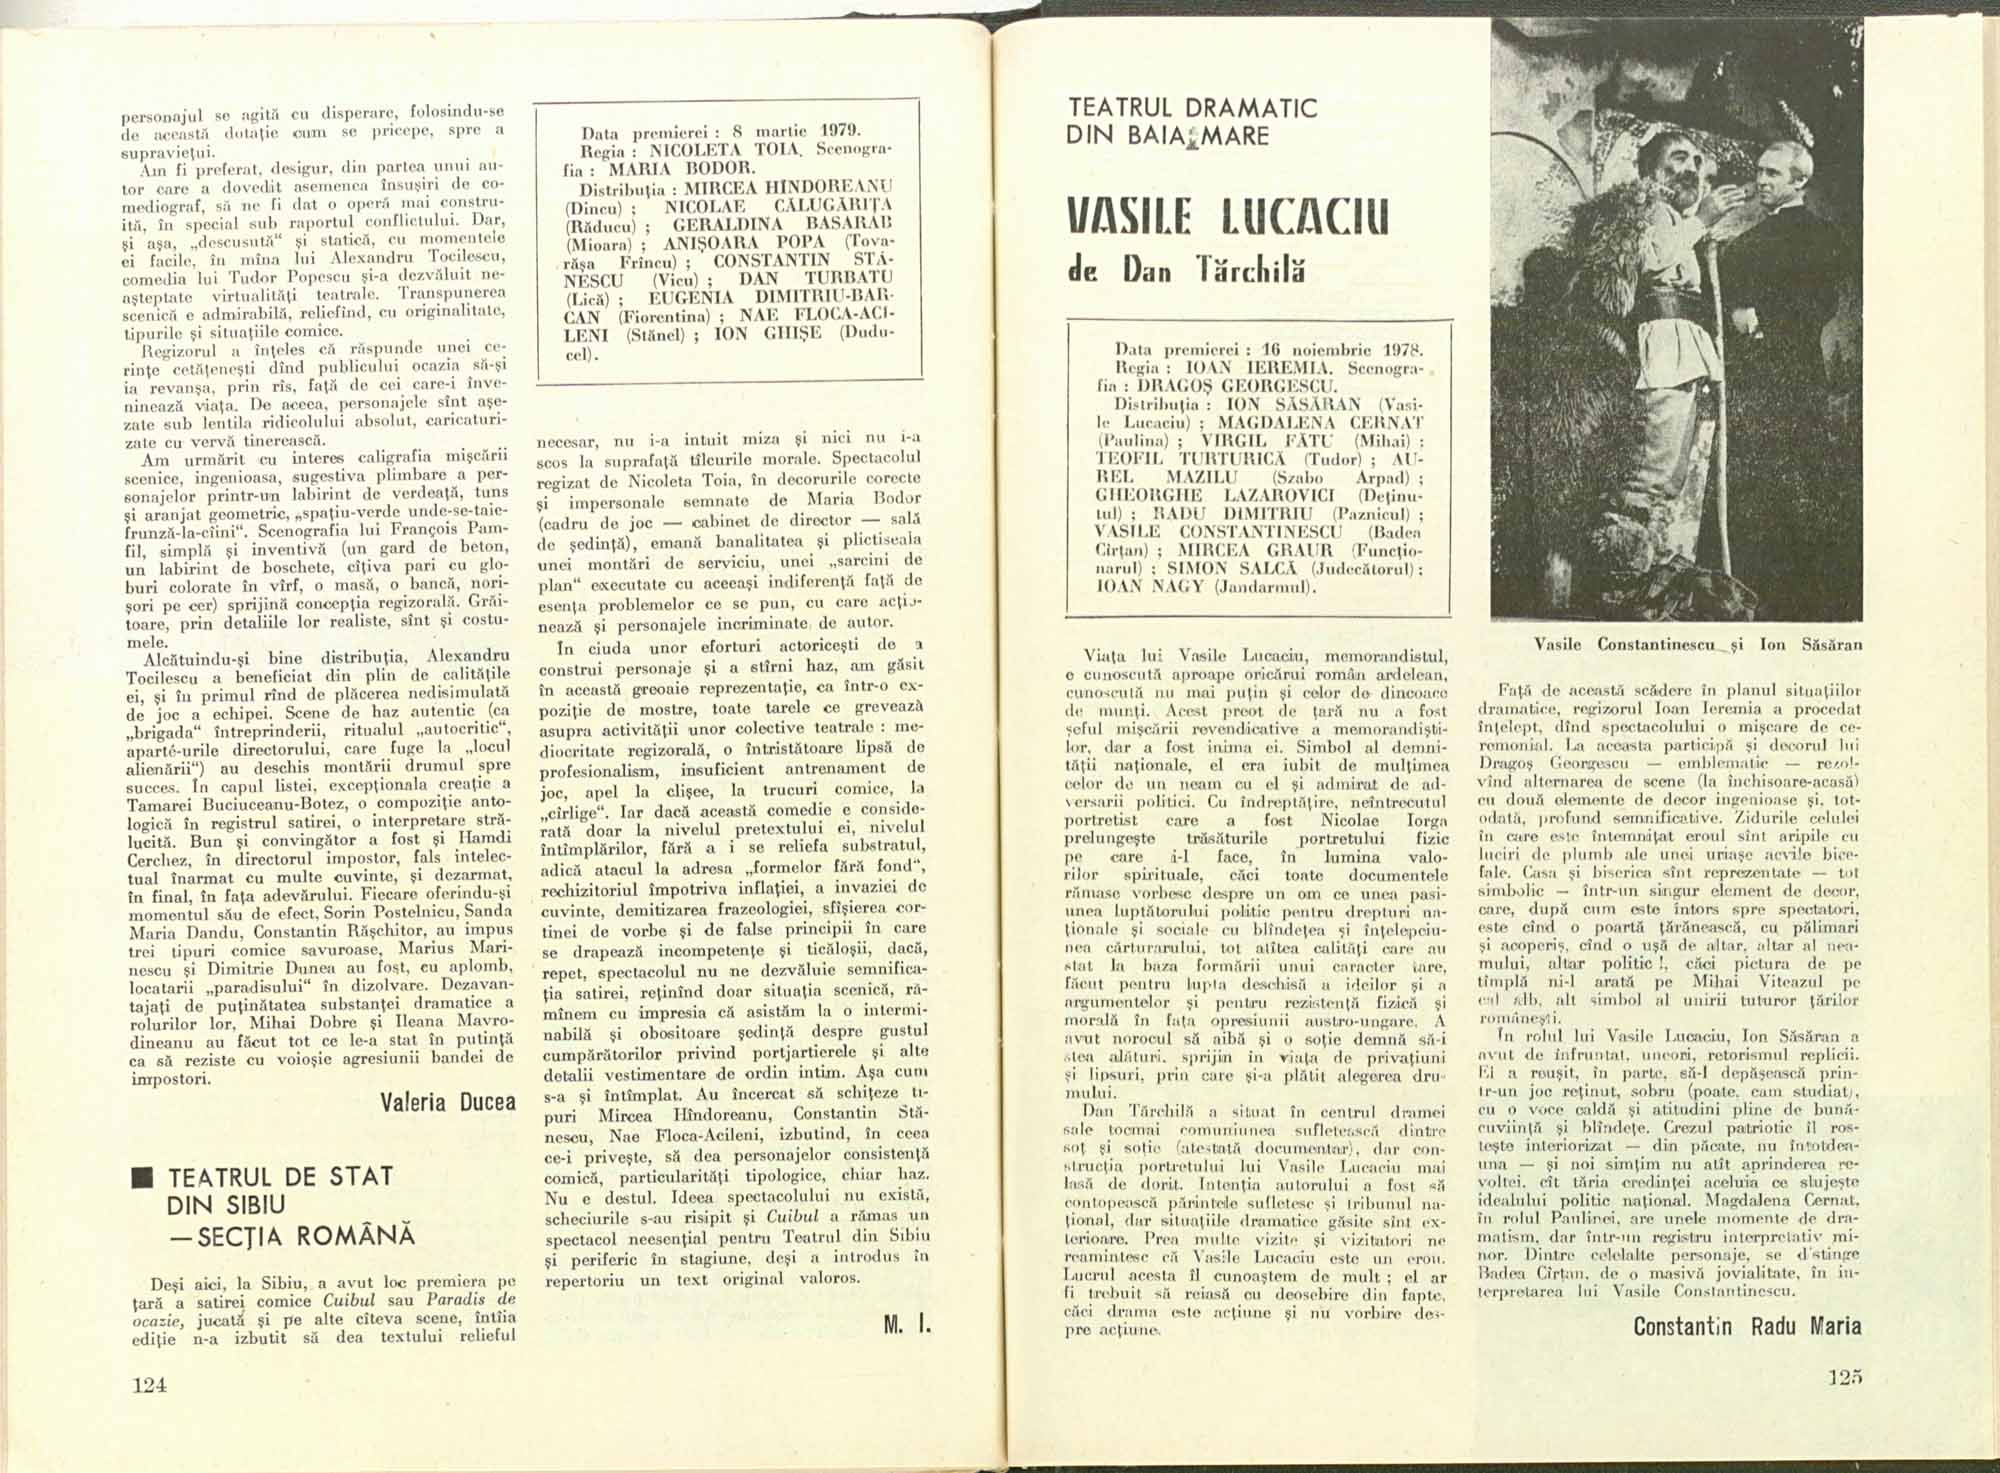 personajul se agită cu disperare, folosindu-se
de această dotație cum se pricepe, spre a
supraviețui.
Am fi preferat, desigur, din partea unui au-
tor care a dovedit asemenea însușiri de co-
mediograf, să ne fi dat o operă mai constru-
ită, în special sub raportul conflictului. Dar,
și așa, „descusută“ și statică, cu momentele
ei facile, în mîna lui Alexandru Tocilescu,
comedia lui Tudor Popescu și-a dezvăluit ne-
așteptate virtualități teatrale. Transpunerea
scenică e admirabilă, reliefînd, cu originalitate,
tipurile și situațiile comice.
Regizorul a înțeles că răspunde unei ce-
rințe cetățenești dînd publicului ocazia să-și
ia revanșa, prin rîs, față de cei care-i înve-
ninează viața. De aceea, personajele sînt așe-
zate sub lentila ridicolului absolut, caricaturi-
zate cu vervă tinerească.
Am urmărit cu interes caligrafia mișcării
scenice, ingenioasa, sugestiva plimbare a per-
sonajelor printr-un labirint de verdeață, tuns
și aranjat geometric, „spațiu-verde unde-se-taie-
frunză-la-cîini“. Scenografia lui François Pam-
fil, simplă și inventivă (un gard de beton,
un labirint de boschete, cîțiva pari cu glo-
buri colorate în vîrf, o masă, o bancă, nori-
șori pe cer) sprijină concepția regizorală. Grăi-
toare, prin detaliile lor realiste, sînt și costu-
mele.
Alcătuindu-și bine distribuția, Alexandru
Tocilescu a beneficiat din plin de calitățile
ei, și în primul rînd de plăcerea nedisimulată
de joc a echipei. Scene de haz autentic (ca
„brigada“ întreprinderii, ritualul „autocritic“,
aparté-urile directorului, care fuge la „locul
alienării“) au deschis montării drumul spre
succes. În capul listei, excepționala creație a
Tamarei Buciuceanu-Botez, o compoziție anto-
logică în registrul satirei, o interpretare stră-
lucită. Bun și convingător a fost și Hamdi
Cerchez, în directorul impostor, fals intelec-
tual înarmat cu multe cuvinte, și dezarmat,
în final, în fața adevărului. Fiecare oferindu-și
momentul său de efect, Sorin Postelnicu, Sanda
Maria Dandu, Constantin Rășchitor, au impus
trei tipuri comice savuroase, Marius Mari-
nescu și Dimitrie Dunea au foșt, cu aplomb,
locatarii „paradisului“ în dizolvare. Dezavan-
tajați de puținătatea substanței dramatice a
rolurilor lor, Mihai Dobre și Ileana Mavro-
dineanu au făcut tot ce le-a stat în putință
ca să reziste cu voioșie agresiunii bandei de
impostori.
Valeria Ducea
■ TEATRUL DE STAT
DIN SIBIU
— SECȚIA ROMÂNĂ
Deși aici, la Sibiu, a avut loc premiera pe
țară a satirei comice Cuibul sau Paradis de
ocazie, jucată și pe alte cîteva scene, întîia
ediție n-a izbutit să dea textului relieful
124
Data premierei : 8 martie 1979.
Regia : NICOLETA TOIA. Scenogra-
fia : MARIA BODOR.
Distribuția : MIRCEA HÎNDOREANU
(Dincu) ; NICOLAE CĂLUGĂRIȚA
(Răducu) ; GERALDINA BASARAB
(Mioara) ; ANIȘOARA POPA (Tova-
rășa Frîncu) ; CONSTANTIN STĂ-
NESCU (Vicu) ; DAN TURBATU
(Lică) ; EUGENIA DIMITRIU-BAR-
CAN (Fiorentina) ; NAE FLOCA-ACI-
LENI (Stănel) ; ION GHIȘE (Dudu-
cel).
necesar, nu i-a intuit miza și nici nu i-a
scos la suprafață tîlcurile morale. Spectacolul
regizat de Nicoleta Toia, în decorurile corecte
și impersonale semnate de Maria Bodor
(cadru de joc — cabinet de director — sală
de ședință), emană banalitatea și plictiseala
unei montări de serviciu, unei „sarcini de
plan“ executate cu aceeași indiferență față de
esența problemelor ce se pun, cu care acțio-
nează și personajele incriminate de autor.
În ciuda unor eforturi actoricești de a
construi personaje și a stîrni haz, am găsit
în această greoaie reprezentație, ca într-o ex-
poziție de mostre, toate tarele ce grevează
asupra activității unor colective teatrale : me-
diocritate regizorală, o întristătoare lipsă de
profesionalism, insuficient antrenament de
joc, apel la clișee, la trucuri comice, la
„cîrlige“. Iar dacă această comedie e conside-
rată doar la nivelul pretextului ei, nivelul
întîmplărilor, fără a i se reliefa substratul,
adică atacul la adresa „formelor fără fond“,
rechizitoriul împotriva inflației, a invaziei de
cuvinte, demitizarea frazeologiei, sfîșierea cor-
tinei de vorbe și de false principii în care
se drapează incompetențe și ticăloșii, dacă,
repet, spectacolul nu ne dezvăluie semnifica-
ția satirei, reținînd doar situația scenică, ră-
mînem cu impresia că asistăm la o intermi-
nabilă și obositoare ședință despre gustul
cumpărătorilor privind portjartierele și alte
detalii vestimentare de ordin intim. Așa cum
s-a și întîmplat. Au încercat să schițeze ti-
puri Mircea Hîndoreanu, Constantin Stă-
nescu, Nae Floca-Acileni, izbutind, în ceea
ce-i privește, să dea personajelor consistență
comică, particularități tipologice, chiar haz.
Nu e destul. Ideea spectacolului nu există,
scheciurile s-au risipit și Cuibul a rămas un
spectacol neesențial pentru Teatrul din Sibiu
și periferic în stagiune, deși a introdus în
repertoriu un text original valoros.
M. I.
TEATRUL DRAMATIC
DIN BAIA MARE
VASILE LUCACIU
de Dan Tărchilă
Data premierei : 16 noiembrie 1978.
Regia : IOAN IEREMIA. Scenogra-
fia : DRAGOȘ GEORGESCU.
Distribuția : ION SĂSĂRAN (Vasi-
le Lucaciu) ; MAGDALENA CERNAT
(Paulina) ; VIRGIL FĂTU (Mihai) ;
TEOFIL TURTURICĂ (Tudor) ; AU-
REL MAZILU (Szabo Arpad) ;
GHEORGHE LAZAROVICI (Deținu-
tul) ; RADU DIMITRIU (Paznicul) ;
VASILE CONSTANTINESCU (Badea
Cîrțan) ; MIRCEA GRAUR (Funcțio-
narul) ; SIMON SALCĂ (Judecătorul) ;
IOAN NAGY (Jandarmul).
Viața lui Vasile Lucaciu, memorandistul,
e cunoscută aproape oricărui român ardelean,
cunoscută nu mai puțin și celor de dincoace
de munți. Acest preot de țară nu a fost
șeful mișcării revendicative a memorandiști-
lor, dar a fost inima ei. Simbol al demni-
tății naționale, el era iubit de mulțimea
celor de un neam cu el și admirat de ad-
versarii politici. Cu îndreptățire, neîntrecutul
portretist care a fost Nicolae Iorga
prelungește trăsăturile portretului fizic
pe care i-l face, în lumina valo-
rilor spirituale, căci toate documentele
rămase vorbesc despre un om ce unea pasi-
unea luptătorului politic pentru drepturi na-
ționale și sociale cu blîndețea și înțelepciu-
nea cărturarului, tot atîtea calități care au
stat la baza formării unui caracter tare,
făcut pentru lupta deschisă a ideilor și a
argumentelor și pentru rezistență fizică și
morală în fața opresiunii austro-ungare. A
avut norocul să aibă și o soție demnă să-i
stea alături, sprijin în viața de privațiuni
și lipsuri, prin care și-a plătit alegerea dru-
mului.
Dan Tărchilă a situat în centrul dramei
sale tocmai comuniunea sufletească dintre
soț și soție (atestată documentar), dar con-
strucția portretului lui Vasile Lucaciu mai
lasă de dorit. Intenția autorului a fost să
contopească părintele sufletesc și tribunul na-
țional, dar situațiile dramatice găsite sînt ex-
terioare. Prea multe vizite și vizitatori ne
reamintesc că Vasile Lucaciu este un erou.
Lucrul acesta îl cunoaștem de mult ; el ar
fi trebuit să reiasă cu deosebire din fapte,
căci drama este acțiune și nu vorbire des-
pre acțiune.
Vasile Constantinescu și Ion Săsăran
Față de această scădere în planul situațiilor
dramatice, regizorul Ioan Ieremia a procedat
înțelept, dînd spectacolului o mișcare de ce-
remonial. La aceasta participă și decorul lui
Dragoș Georgescu — emblematic — rezol-
vînd alternarea de scene (la închisoare-acasă)
cu două elemente de decor ingenioase și, tot-
odată, profund semnificative. Zidurile celulei
în care este întemnițat eroul sînt aripile cu
luciri de plumb ale unei uriașe acvile bice-
fale. Casa și biserica sînt reprezentate — tot
simbolic — într-un singur element de decor,
care, după cum este întors spre spectatori,
este cînd o poartă țărănească, cu pălimari
și acoperiș, cînd o ușă de altar, altar al nea-
mului, altar politic !, căci pictura de pe
tîmplă ni-l arată pe Mihai Viteazul pe
cal alb, alt simbol al unirii tuturor țărilor
românești.
În rolul lui Vasile Lucaciu, Ion Săsăran a
avut de înfruntat, uneori, retorismul replicii.
El a reușit, în parte, să-l depășească prin-
tr-un joc reținut, sobru (poate, cam studiat),
cu o voce caldă și atitudini pline de bună-
cuviință și blîndețe. Crezul patriotic îl ros-
tește interiorizat — din păcate, nu întotdea-
una — și noi simțim nu atît aprinderea re-
voltei, cît tăria credinței aceluia ce slujește
idealului politic național. Magdalena Cernat,
în rolul Paulinei, are unele momente de dra-
matism, dar într-un registru interpretativ mi-
nor. Dintre celelalte personaje, se distinge
Badea Cîrțan, de o masivă jovialitate, în in-
terpretarea lui Vasile Constantinescu.
Constantin Radu Maria
125